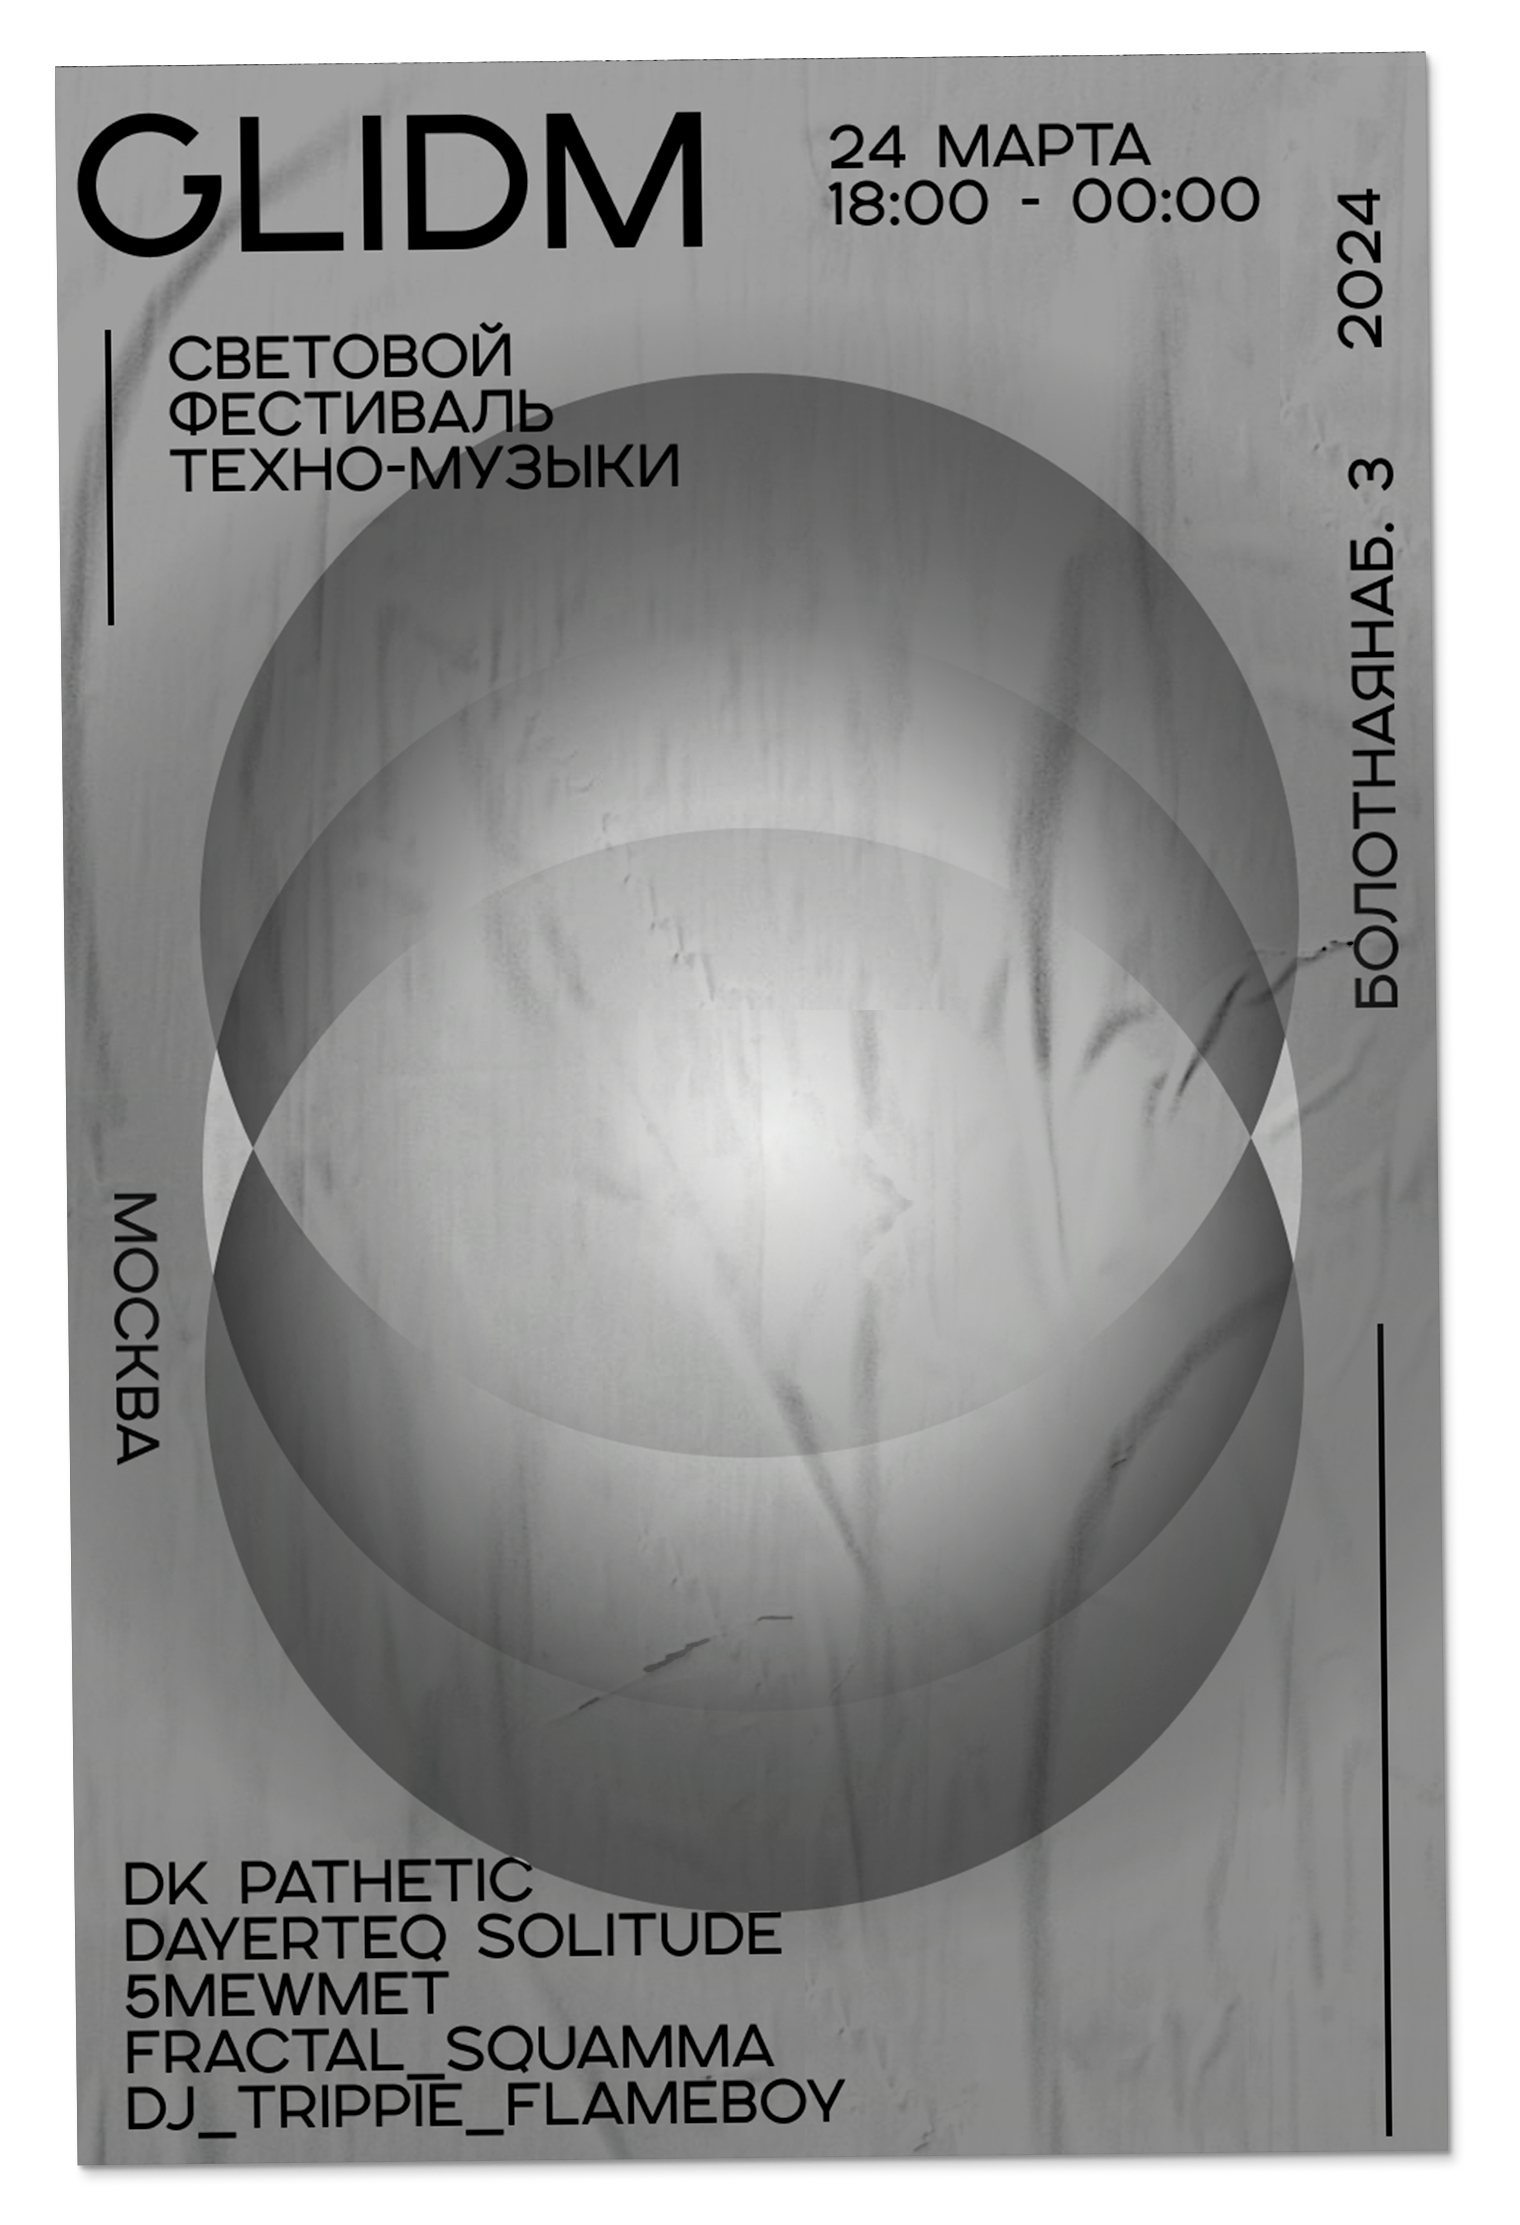 GLIDM
24 МАРТА
18:00 - 00:00
2024
СВЕТОВОЙ
ФЕСТИВАЛЬ
ТЕХНО-МУЗЫКИ
БОЛОТНАЯНАБ. 3
МОСКВА
DK PATHETIC
DAYERTEQ SOLITUDE
5MEWMET
FRACTAL_SQUAMMA
DJ_TRIPPIE_FLAMEBOY